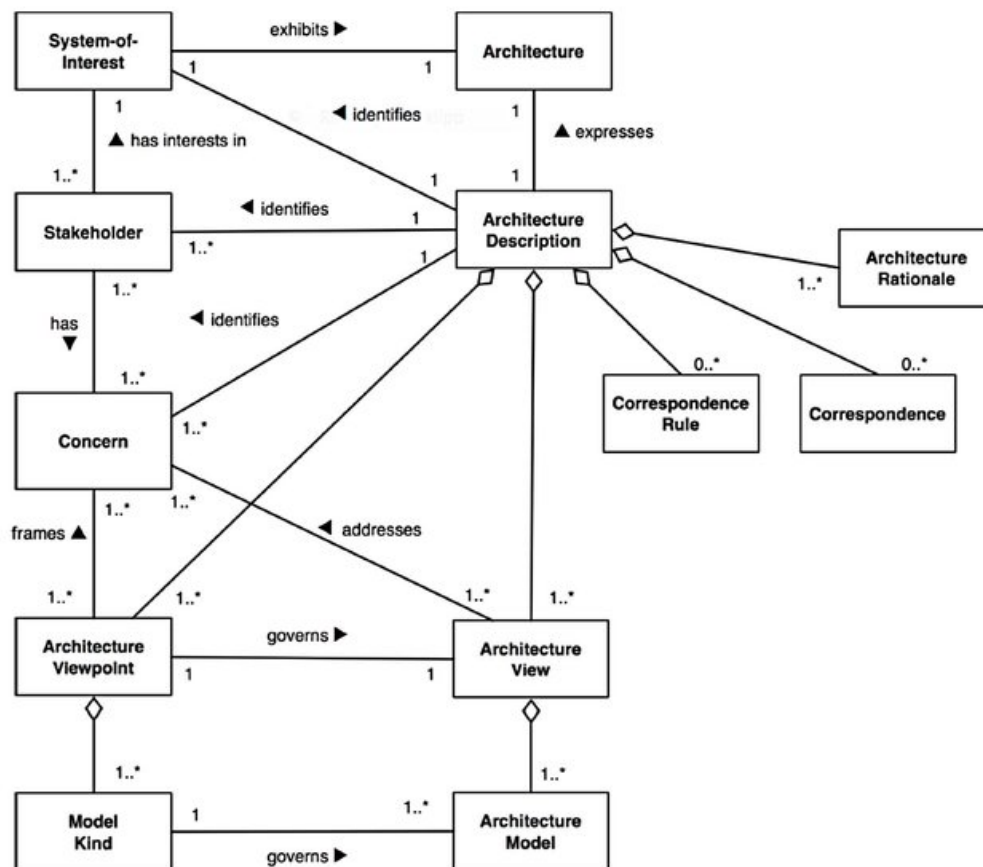 System-of-
Interest
exhibits ▶
Architecture
1
1
1
1
◀ identifies
▲ has interests in
▲ expresses
1..*
1
1
Stakeholder
◀ identifies
1
1..*
Architecture
Description
1
1..*
Architecture
Rationale
1..*
has
▼
◀ identifies
1..*
0..*
0..*
Concern
1..*
Correspondence
Rule
Correspondence
1..*
1..*
frames ▲
◀ addresses
1..*
1..*
1..*
1..*
Architecture
Viewpoint
governs ▶
1
1
Architecture
View
1..*
1..*
Model
Kind
1
1..*
governs ▶
Architecture
Model